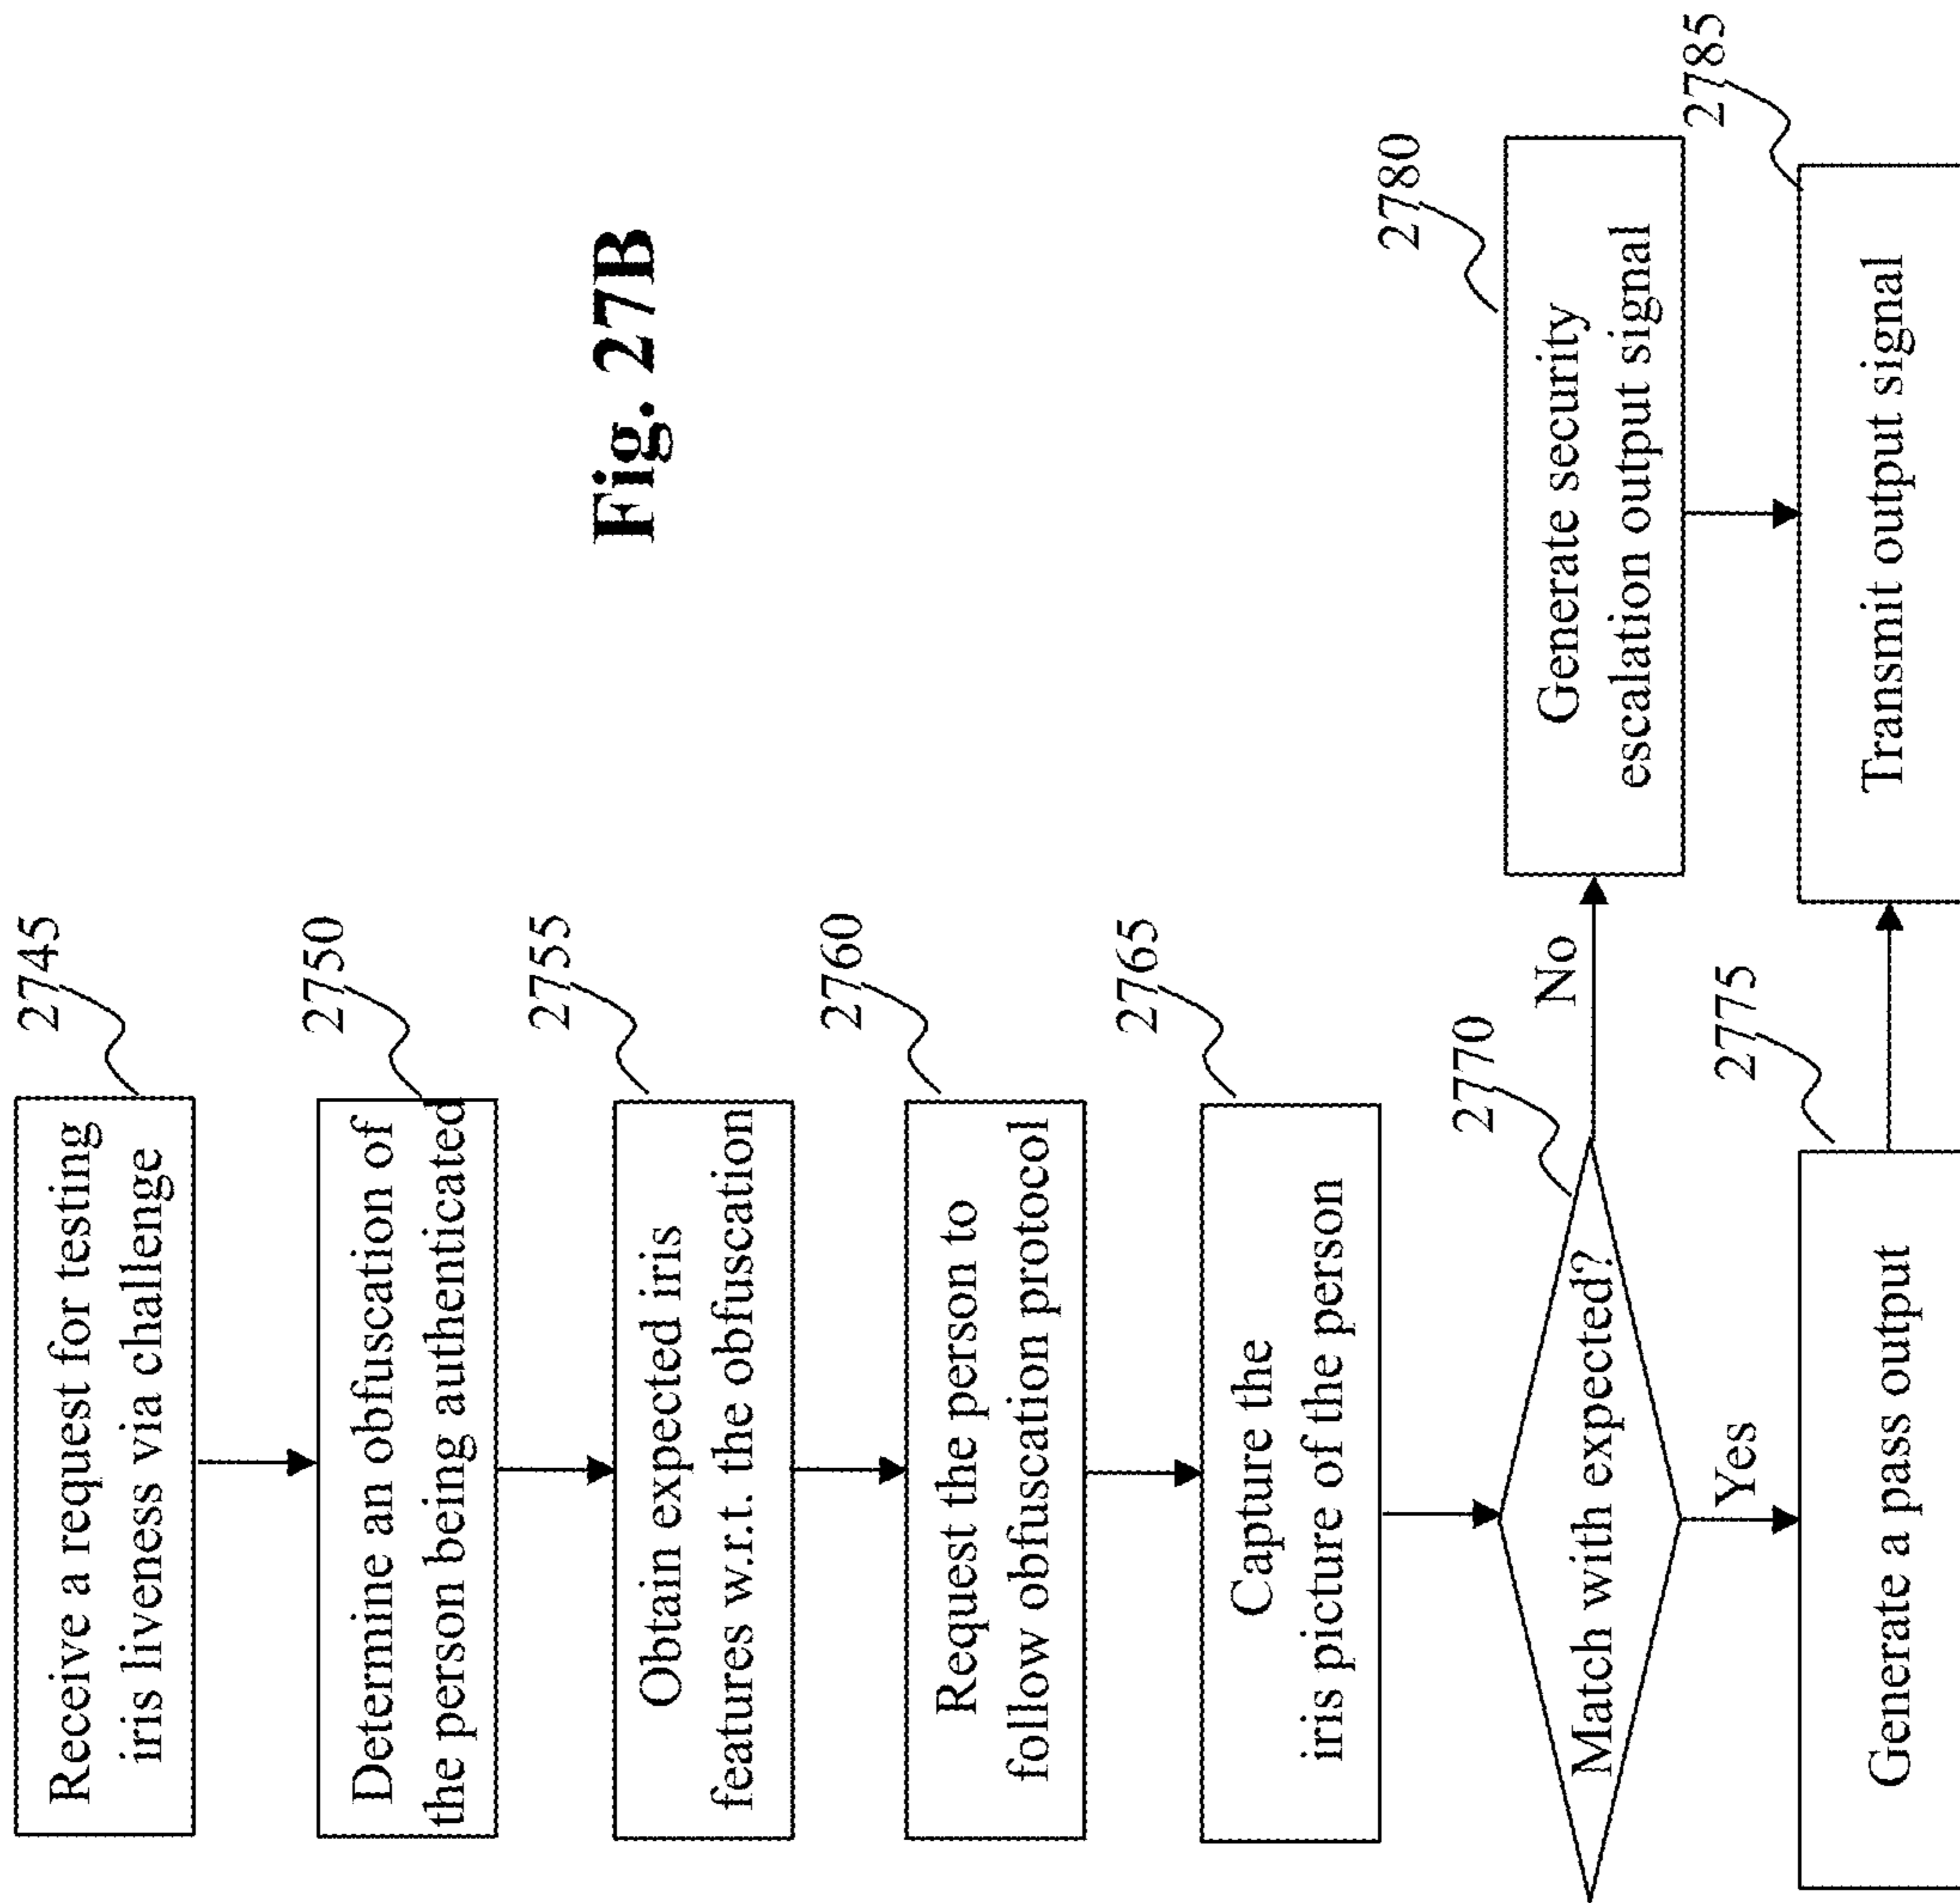 2745
Receive a request for testing
iris liveness via challenge
2750
Determine an obfuscation of
the person being authenticated
2755
Obtain expected iris
features w.r.t. the obfuscation
2760
Request the person to
follow obfuscation protocol
2765
Capture the
iris picture of the person
2770
Match with expected?
No
2780
Generate security
escalation output signal
Yes
2775
Generate a pass output
2785
Transmit output signal
Fig. 27B